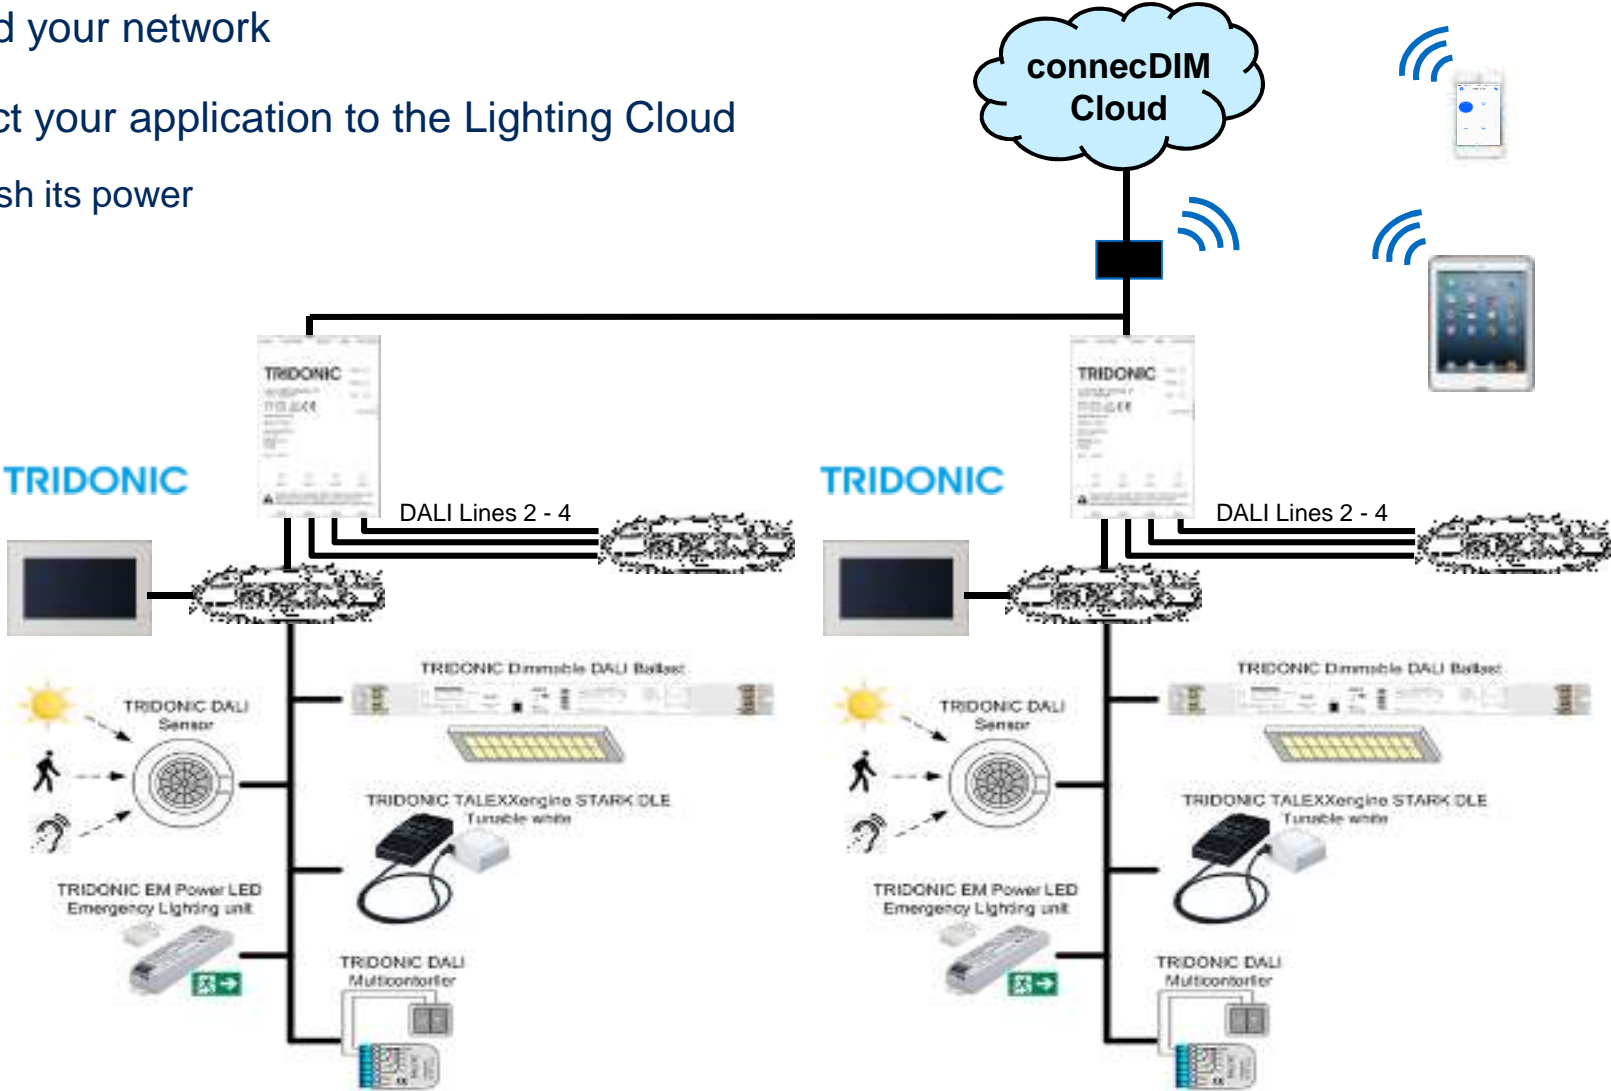 d your network
ct your application to the Lighting Cloud
sh its power
connecDIM
Cloud
TRIDONIC
TRIDONIC
TRIDONIC
TRIDONIC
DALI Lines 2 - 4
DALI Lines 2 - 4
TRIDONIC Dimmable DALI Ballast
TRIDONIC DALI
Sensor
TRIDONIC TALEXXengine STARK DLE
Tunable white
TRIDONIC EM Power LED
Emergency Lighting unit
TRIDONIC DALI
Multicontorller
TRIDONIC Dimmable DALI Ballast
TRIDONIC DALI
Sensor
TRIDONIC TALEXXengine STARK DLE
Tunable white
TRIDONIC EM Power LED
Emergency Lighting unit
TRIDONIC DALI
Multicontorller